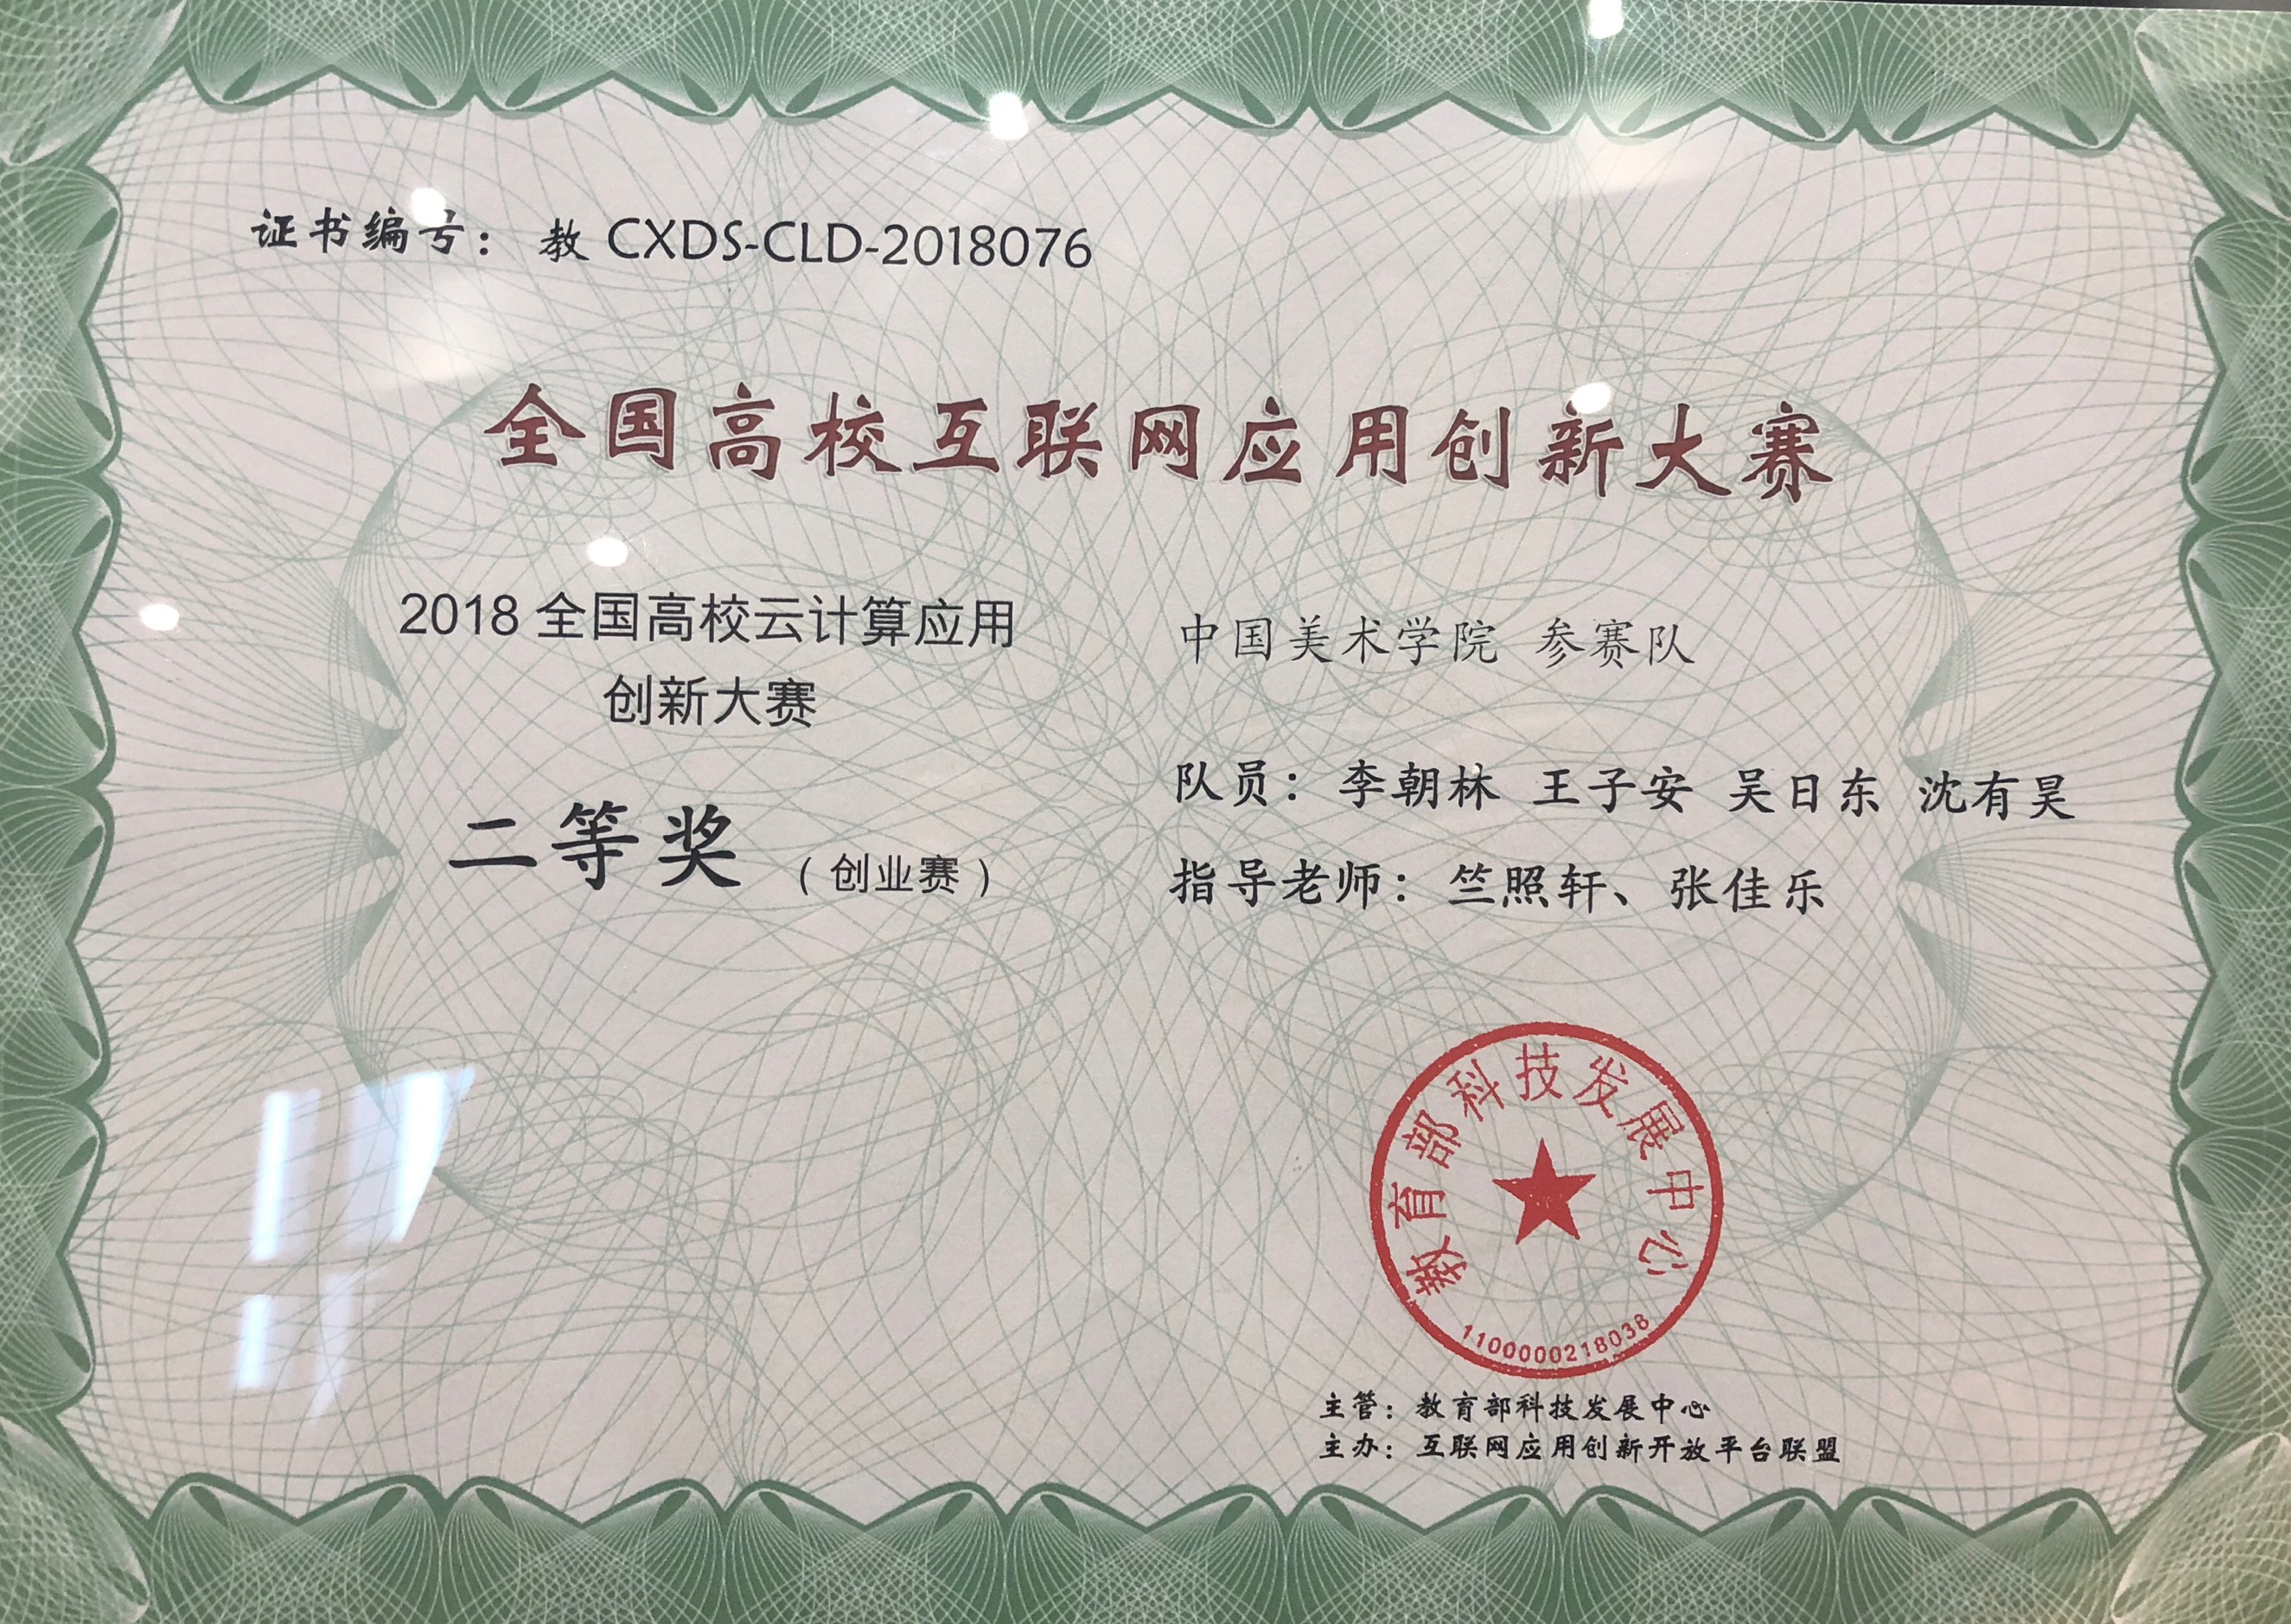 证书编号： 教 CXDS-CLD-2018076
全国高校互联网应用创新大赛
2018 全国高校云计算应用
创新大赛
二等奖 （创业赛）
中国美术学院 参赛队
队员：李朝林 王子安 吴日东 沈有昊
指导老师：竺照轩、张佳乐
教育部科技发展中心
1100000218038
主管：教育部科技发展中心
主办：互联网应用创新开放平台联盟